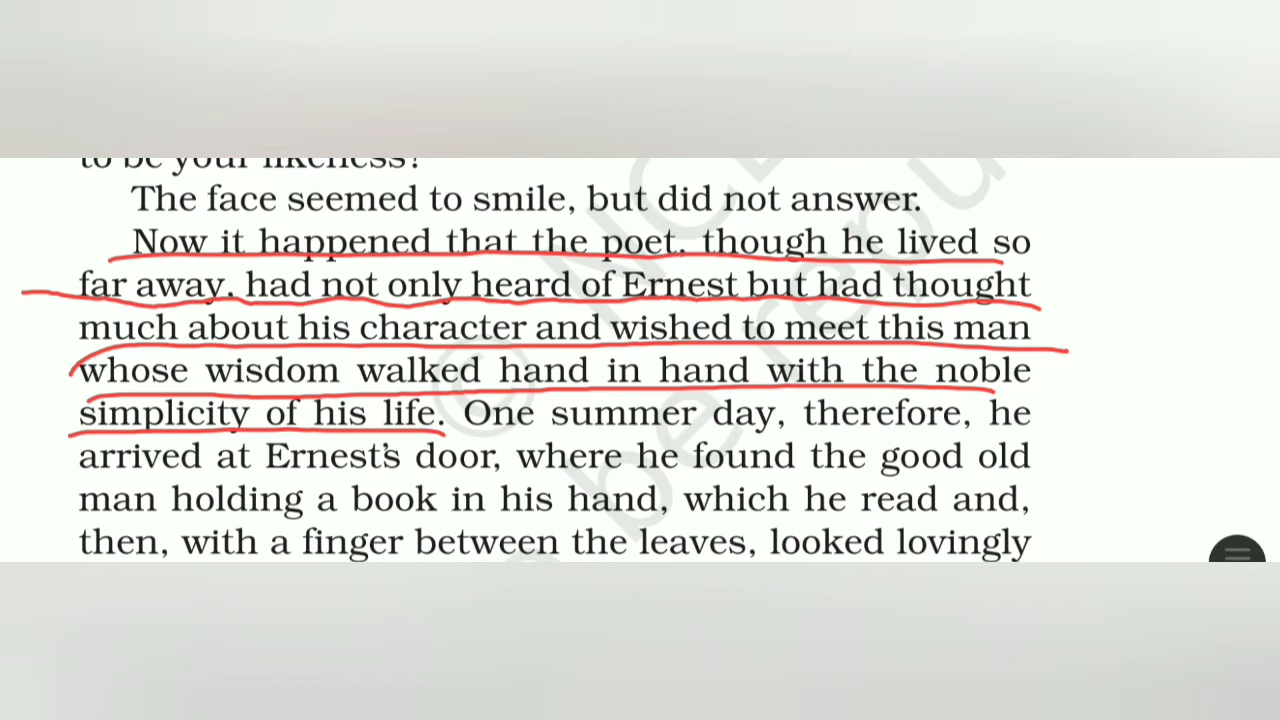 to be your likeness?
The face seemed to smile, but did not answer.
Now it happened that the poet, though he lived so
far away, had not only heard of Ernest but had thought
much about his character and wished to meet this man
whose wisdom walked hand in hand with the noble
simplicity of his life. One summer day, therefore, he
arrived at Ernest's door, where he found the good old
man holding a book in his hand, which he read and,
then, with a finger between the leaves, looked lovingly